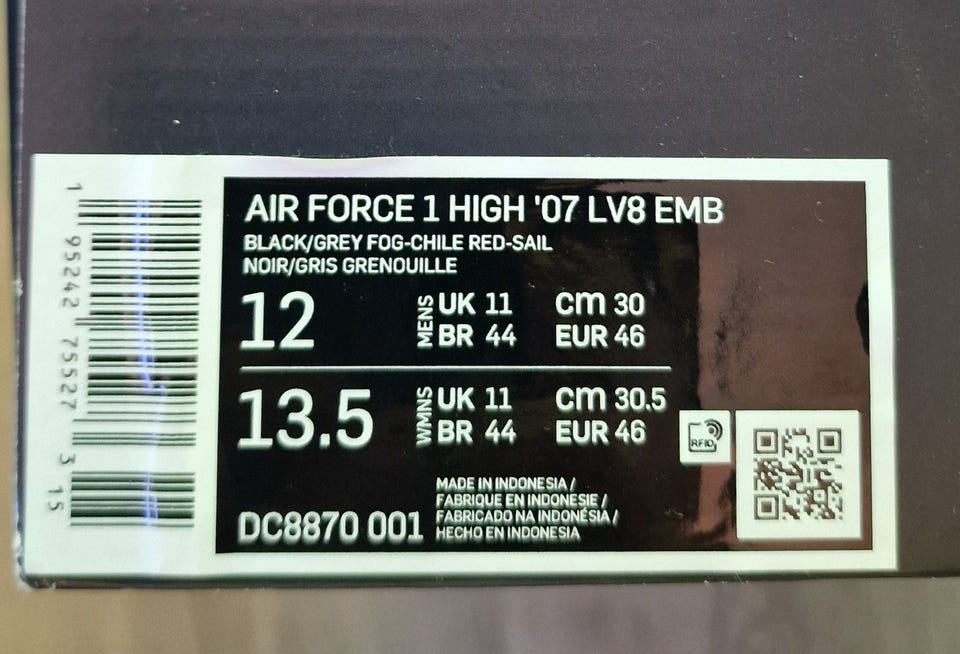 AIR FORCE 1 HIGH '07 LV8 EMB
BLACK/GREY FOG-CHILE RED-SAIL
NOIR/GRIS GRENOUILLE
12 MENS UK 11 cm 30
BR 44 EUR 46
13.5 WMNS UK 11 cm 30.5
BR 44 EUR 46
RFID
MADE IN INDONESIA /
FABRIQUE EN INDONESIE /
FABRICADO NA INDONÉSIA /
HECHO EN INDONESIA
DC8870 001
1 95242 75527 3 15